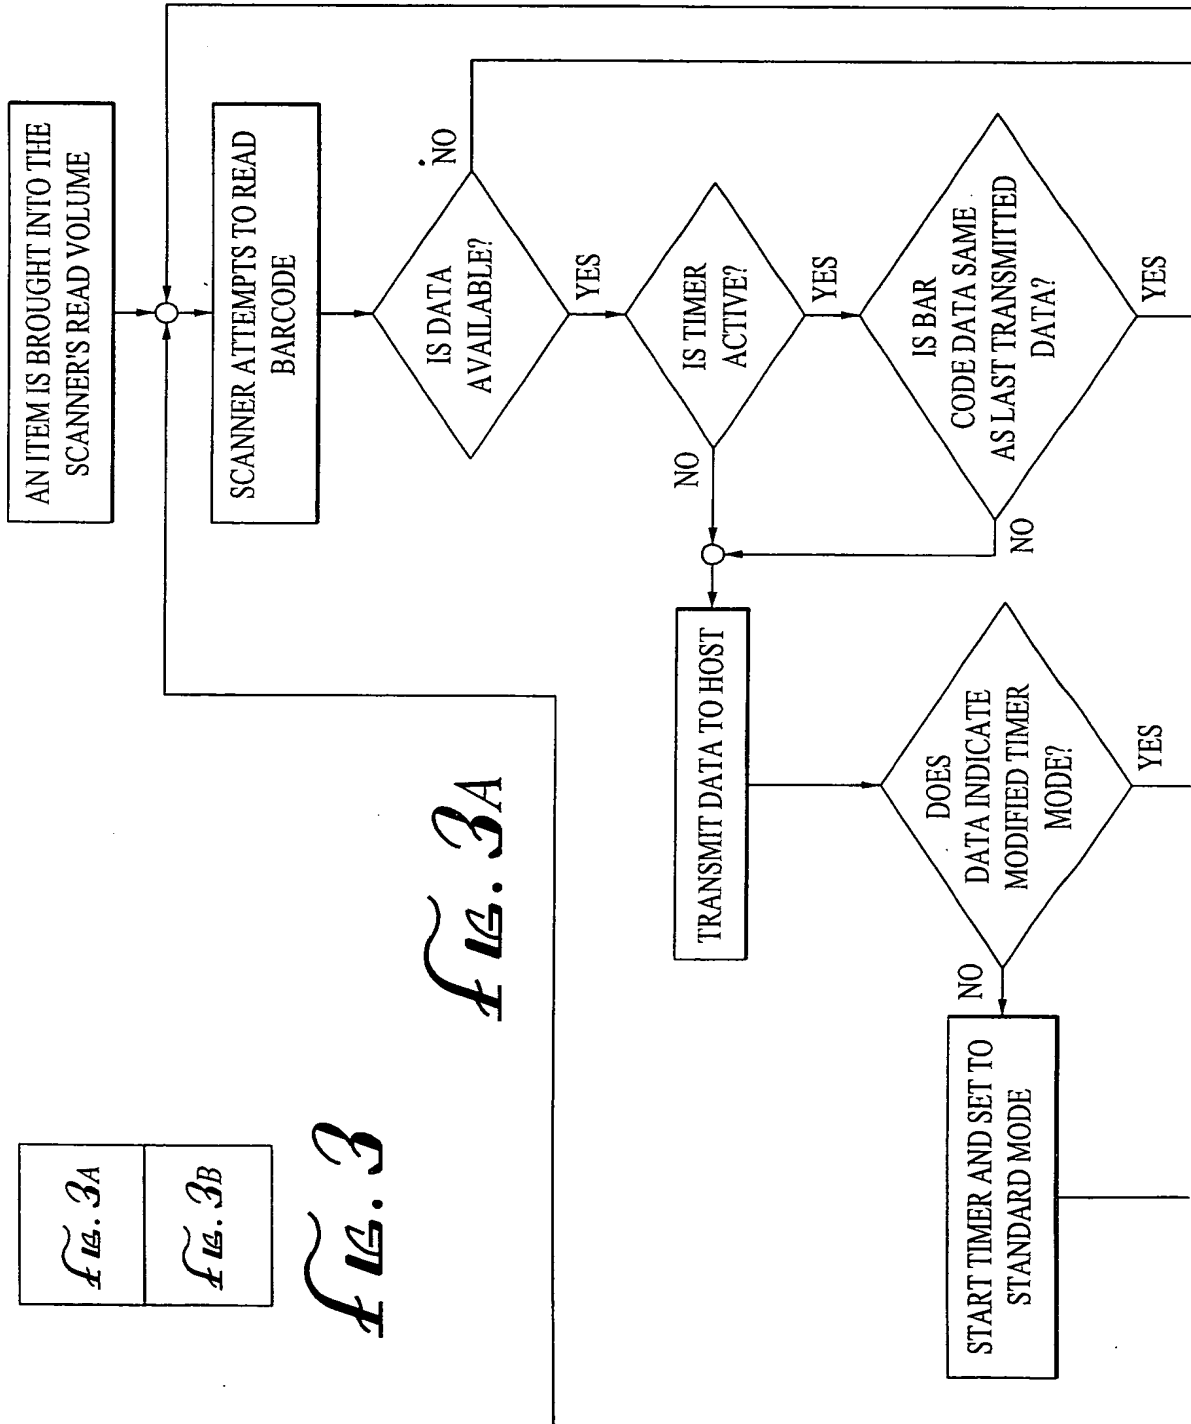 AN ITEM IS BROUGHT INTO THE
SCANNER'S READ VOLUME
SCANNER ATTEMPTS TO READ
BARCODE
IS DATA
AVAILABLE?
NO
YES
IS TIMER
ACTIVE?
NO
YES
IS BAR
CODE DATA SAME
AS LAST TRANSMITTED
DATA?
NO
YES
TRANSMIT DATA TO HOST
DOES
DATA INDICATE
MODIFIED TIMER
MODE?
NO
YES
START TIMER AND SET TO
STANDARD MODE
FIG. 3A
FIG. 3A
FIG. 3B
FIG. 3